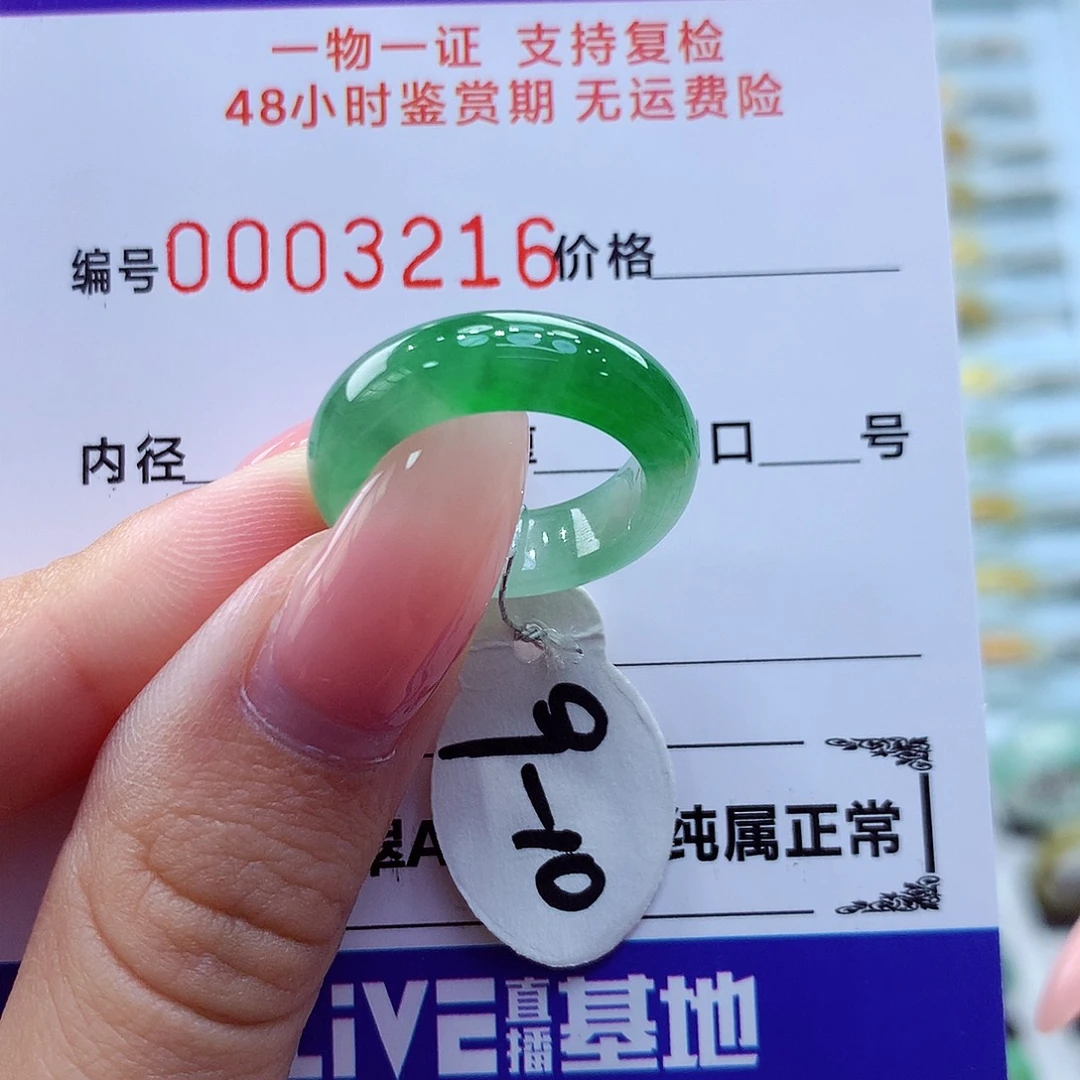 一物一证 支持复检
48小时鉴赏期 无运费险
编号0003216价格
内径 口 号
9-10
翠A 纯属正常
LIVE直播基地